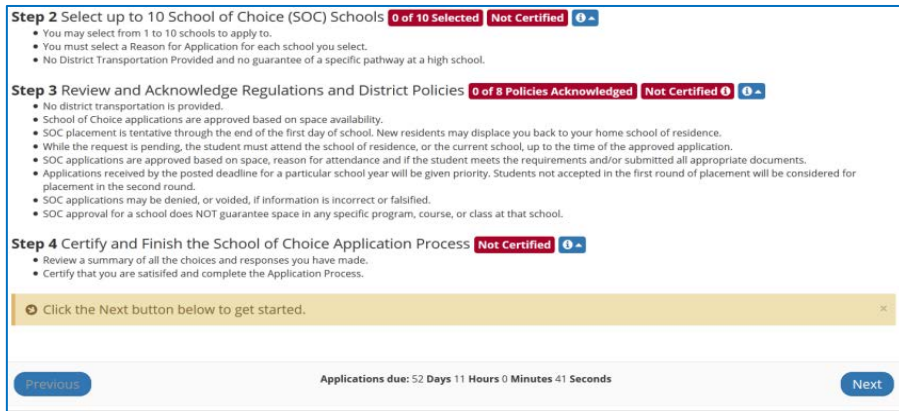 Step 2 Select up to 10 School of Choice (SOC) Schools 0 of 10 Selected Not Certified
• You may select from 1 to 10 schools to apply to.
• You must select a Reason for Application for each school you select.
• No District Transportation Provided and no guarantee of a specific pathway at a high school.
Step 3 Review and Acknowledge Regulations and District Policies 0 of 8 Policies Acknowledged Not Certified
• No district transportation is provided.
• School of Choice applications are approved based on space availability.
• SOC placement is tentative through the end of the first day of school. New residents may displace you back to your home school of residence.
• While the request is pending, the student must attend the school of residence, or the current school, up to the time of the approved application.
• SOC applications are approved based on space, reason for attendance and if the student meets the requirements and/or submitted all appropriate documents.
• Applications received by the posted deadline for a particular school year will be given priority. Students not accepted in the first round of placement will be considered for
placement in the second round.
• SOC applications may be denied, or voided, if information is incorrect or falsified.
• SOC approval for a school does NOT guarantee space in any specific program, course, or class at that school.
Step 4 Certify and Finish the School of Choice Application Process Not Certified
• Review a summary of all the choices and responses you have made.
• Certify that you are satisifed and complete the Application Process.
Click the Next button below to get started. ×
Previous Applications due: 52 Days 11 Hours 0 Minutes 41 Seconds Next